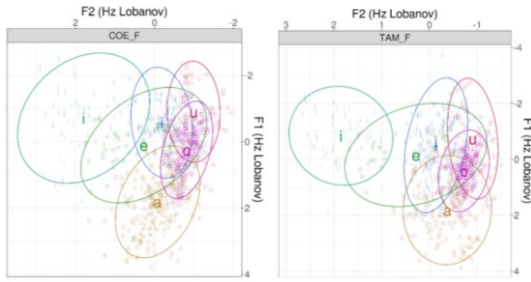 F2 (Hz Lobanov)
2 0 -2
COE_F
-2
0
2
4
F1 (Hz Lobanov)
i
e
ɨ
u
o
a
F2 (Hz Lobanov)
3 2 1 0 -1
TAM_F
-4
-2
0
2
4
F1 (Hz Lobanov)
i
e
ɨ
u
o
a